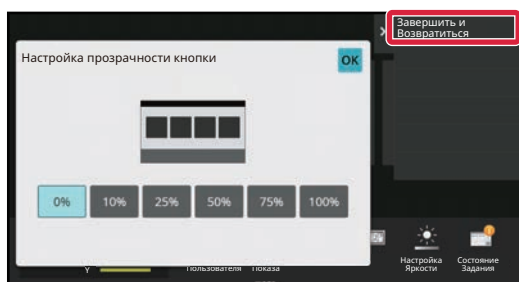 Завершить и
Возвратиться
Настройка прозрачности кнопки
OK
0% 10% 25% 50% 75% 100%
Y
Пользователя Показа
Настройка
Яркости
Состояние
Задания